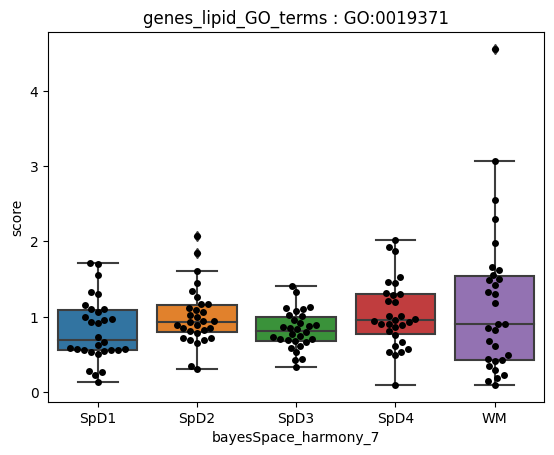 genes_lipid_GO_terms : GO:0019371
4
3
2
1
0
score
SpD1 SpD2 SpD3 SpD4 WM
bayesSpace_harmony_7